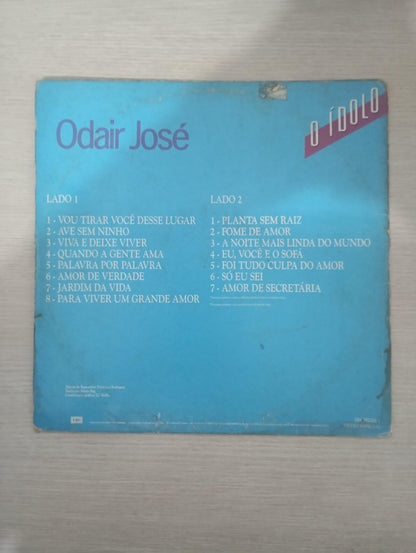 O ÍDOLO
Odair José
LADO 1
1 - VOU TIRAR VOCÊ DESSE LUGAR
2 - AVE SEM NINHO
3 - VIVA E DEIXE VIVER
4 - QUANDO A GENTE AMA
5 - PALAVRA POR PALAVRA
6 - AMOR DE VERDADE
7 - JARDIM DA VIDA
8 - PARA VIVER UM GRANDE AMOR
LADO 2
1 - PLANTA SEM RAIZ
2 - FOME DE AMOR
3 - A NOITE MAIS LINDA DO MUNDO
4 - EU, VOCÊ E O SOFA
5 - FOI TUDO CULPA DO AMOR
6 - SÓ EU SEI
7 - AMOR DE SECRETÁRIA
EMI